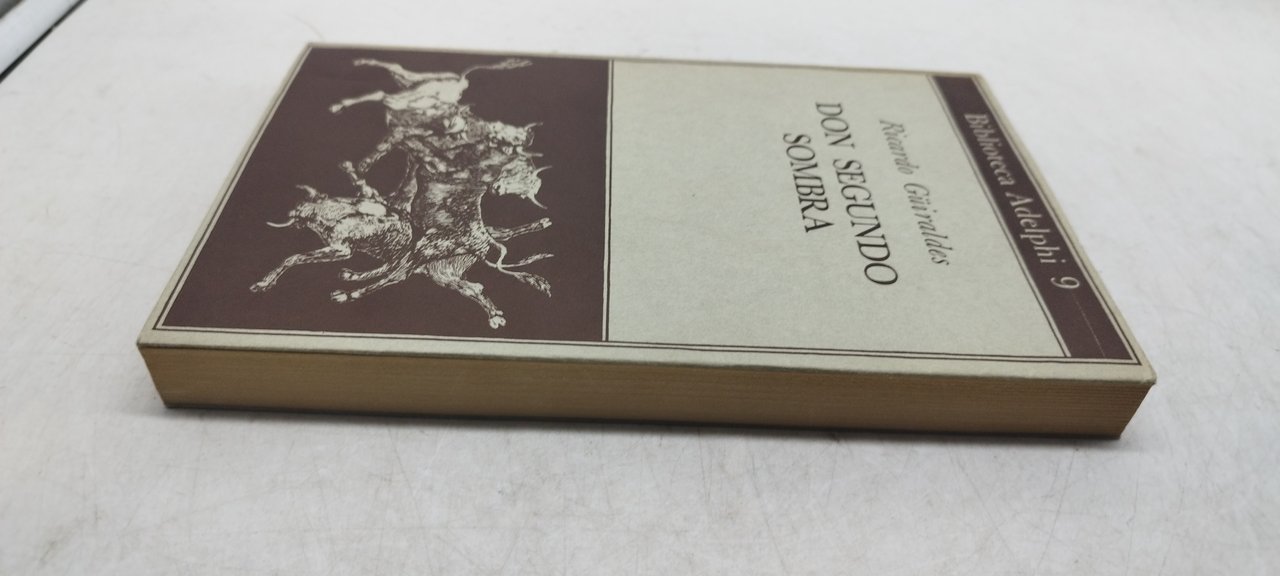 Biblioteca Adelphi 9
Ricardo Güiraldes
DON SEGUNDO
SOMBRA